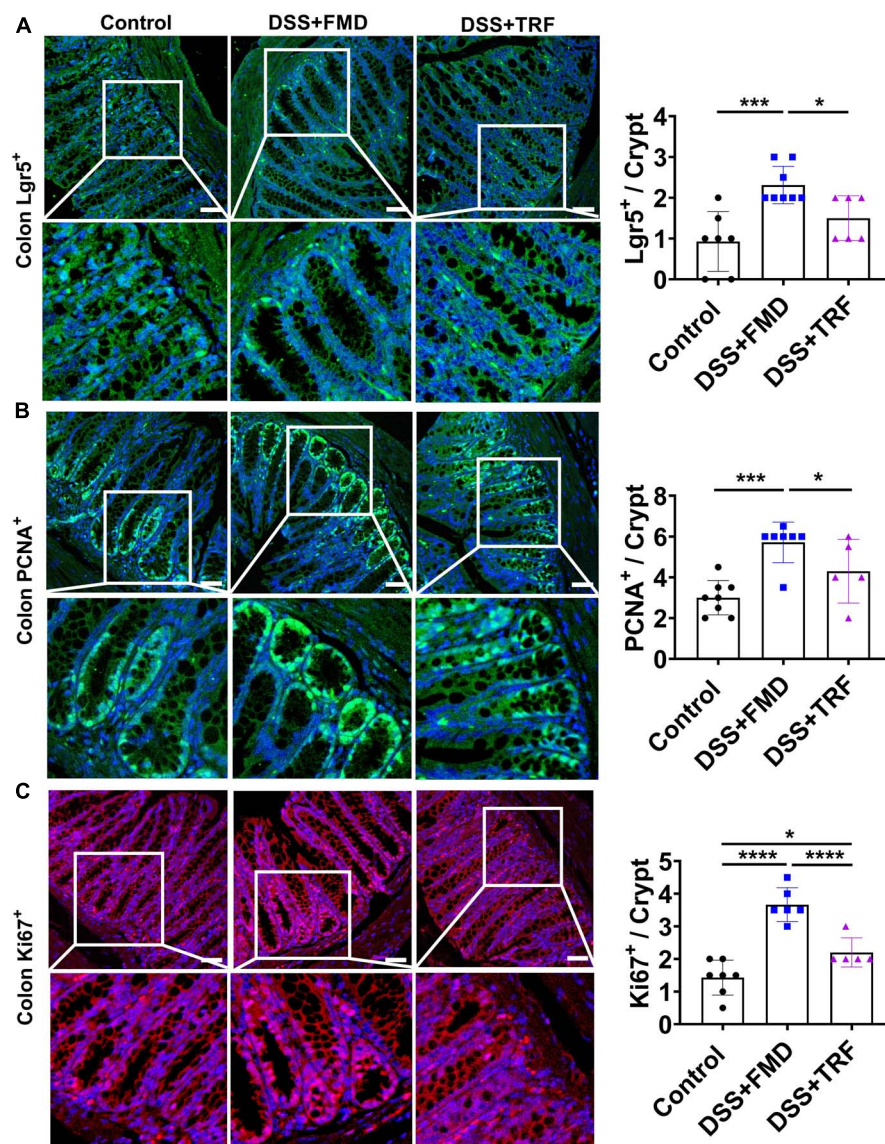 A
Control
DSS+FMD
DSS+TRF
Colon Lgr5+
Lgr5+ / Crypt
4
3
2
1
0
***
*
Control
DSS+FMD
DSS+TRF
B
Colon PCNA+
PCNA+ / Crypt
8
6
4
2
0
***
*
Control
DSS+FMD
DSS+TRF
C
Colon Ki67+
Ki67+ / Crypt
5
4
3
2
1
0
*
****
****
Control
DSS+FMD
DSS+TRF